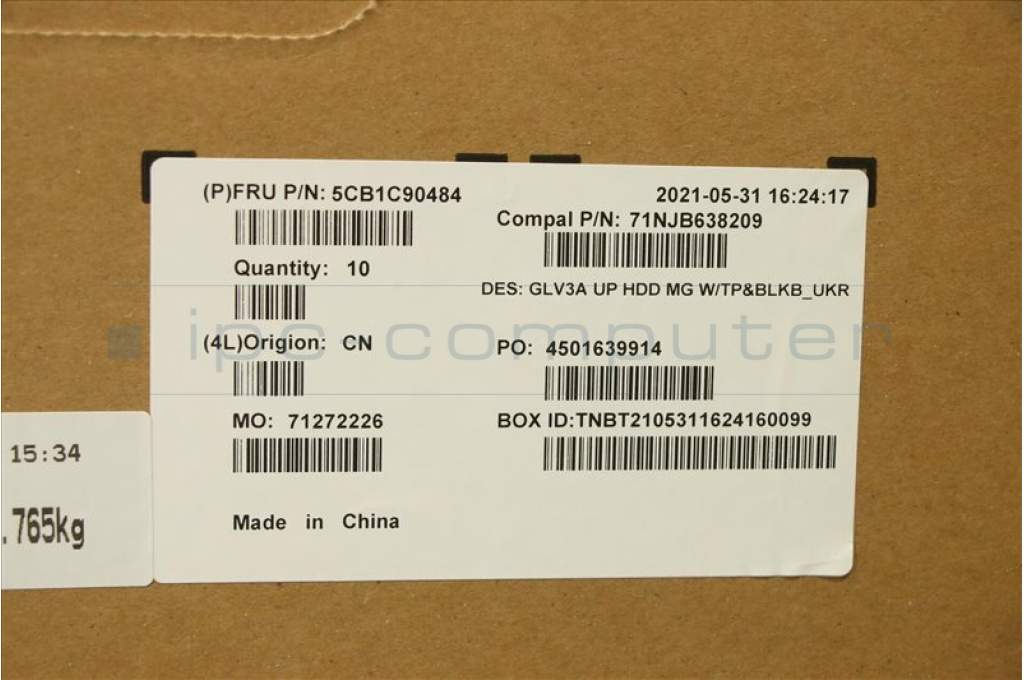 (P)FRU P/N: 5CB1C90484
2021-05-31 16:24:17
Compal P/N: 71NJB638209
Quantity: 10
DES: GLV3A UP HDD MG W/TP&BLKB_UKR
(4L)Origion: CN
PO: 4501639914
MO: 71272226
BOX ID:TNBT2105311624160099
Made in China
15:34
.765kg
ipc computer